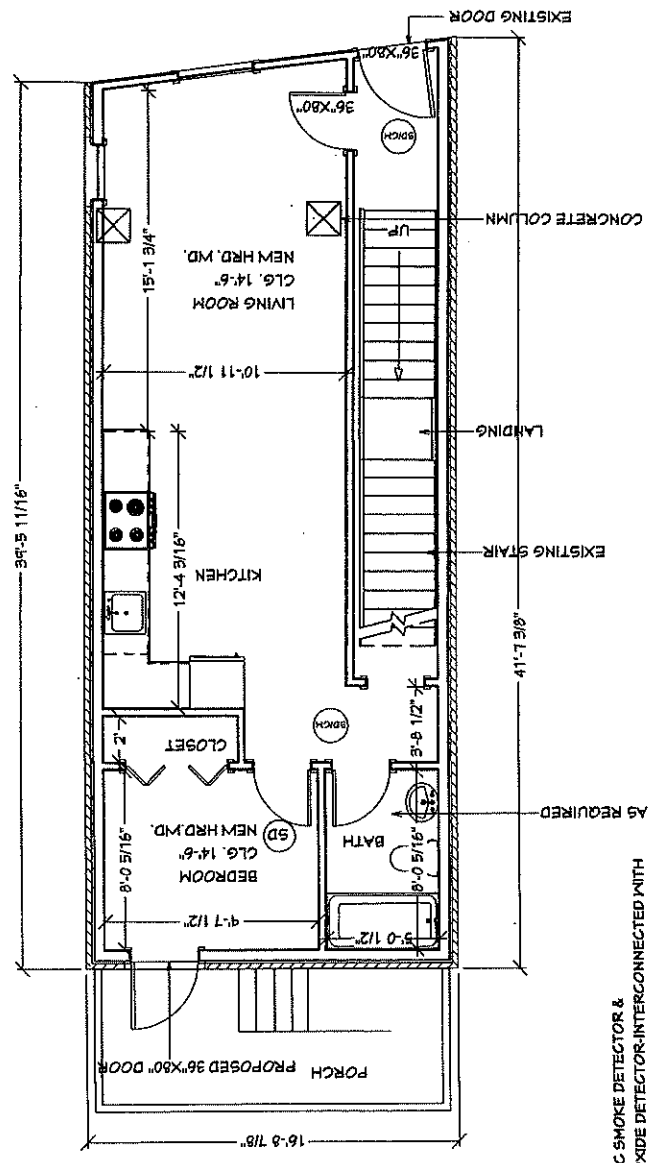 EXISTING DOOR
36"X80"
36"X80"
SD/CM
CONCRETE COLUMN
UP
LIVING ROOM
CLG. 14'-6"
NEW HRD. WD.
15'-1 3/4"
10'-11 1/2"
LANDING
39'-5 11/16"
41'-7 3/8"
EXISTING STAIR
KITCHEN
12'-4 3/16"
SD/CM
3'-8 1/2"
CLOSET
2'
AS REQUIRED
BATH
8'-0 5/16"
5'-0 1/2"
SD
BEDROOM
CLG. 14'-6"
NEW HRD.WD.
8'-0 5/16"
9'-7 1/2"
PROPOSED 36"X80" DOOR
PORCH
16'-8 7/8"
C SMOKE DETECTOR &
XIDE DETECTOR-INTERCONNECTED WITH